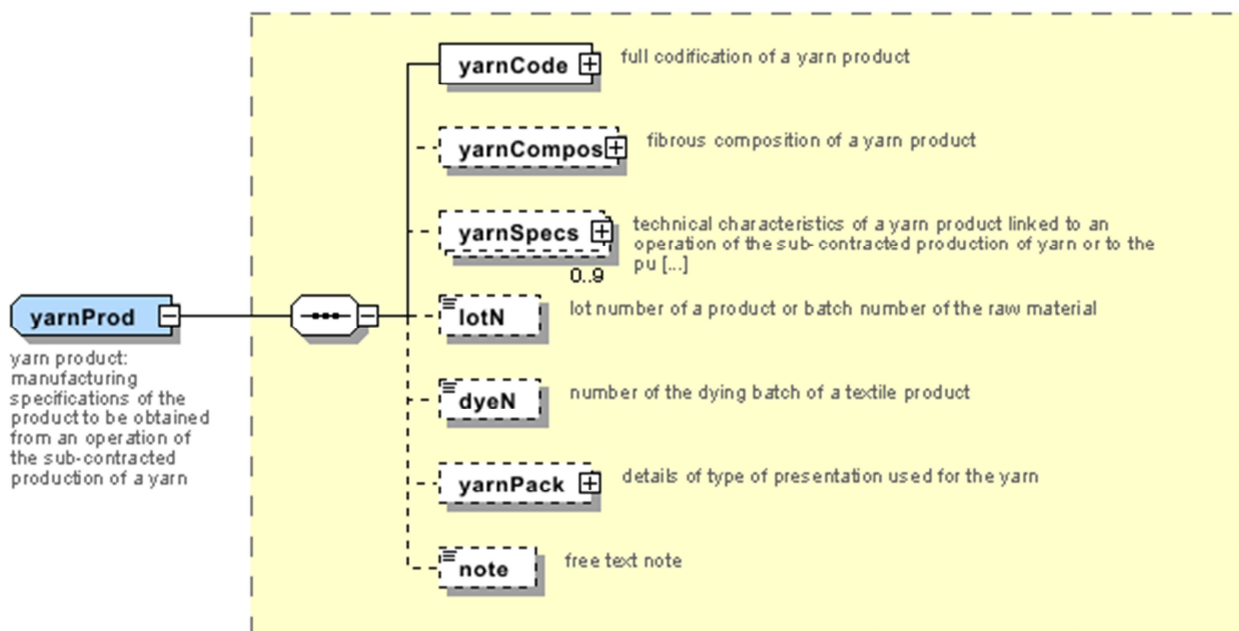 yarnCode
full codification of a yarn product
yarnCompos
fibrous composition of a yarn product
yarnSpecs
technical characteristics of a yarn product linked to an
operation of the sub-contracted production of yarn or to the
pu [...]
0..9
yarnProd
yarn product:
manufacturing
specifications of the
product to be obtained
from an operation of
the sub-contracted
production of a yarn
lotN
lot number of a product or batch number of the raw material
dyeN
number of the dying batch of a textile product
yarnPack
details of type of presentation used for the yarn
note
free text note